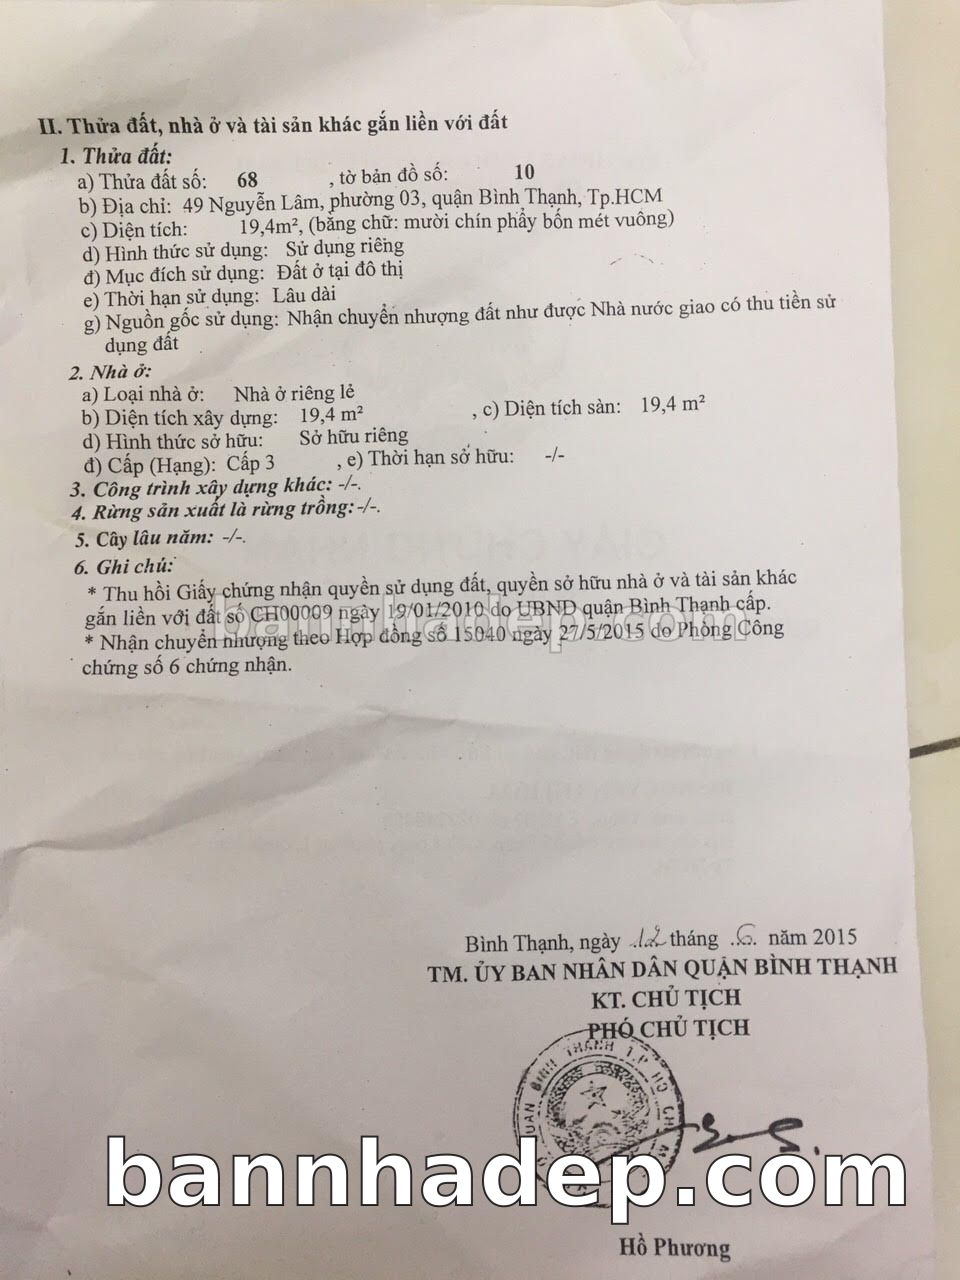 II. Thửa đất, nhà ở và tài sản khác gắn liền với đất
1. Thửa đất:
a) Thửa đất số: 68 , tờ bản đồ số: 10
b) Địa chỉ: 49 Nguyễn Lâm, phường 03, quận Bình Thạnh, Tp.HCM
c) Diện tích: 19,4m², (bằng chữ: mười chín phẩy bốn mét vuông)
d) Hình thức sử dụng: Sử dụng riêng
đ) Mục đích sử dụng: Đất ở tại đô thị
e) Thời hạn sử dụng: Lâu dài
g) Nguồn gốc sử dụng: Nhận chuyển nhượng đất như được Nhà nước giao có thu tiền sử
dụng đất
2. Nhà ở:
a) Loại nhà ở: Nhà ở riêng lẻ
b) Diện tích xây dựng: 19,4 m² , c) Diện tích sàn: 19,4 m²
d) Hình thức sở hữu: Sở hữu riêng
đ) Cấp (Hạng): Cấp 3 , e) Thời hạn sở hữu: -/-
3. Công trình xây dựng khác: -/-.
4. Rừng sản xuất là rừng trồng: -/-.
5. Cây lâu năm: -/-.
6. Ghi chú:
* Thu hồi Giấy chứng nhận quyền sử dụng đất, quyền sở hữu nhà ở và tài sản khác
gắn liền với đất số CH00009 ngày 19/01/2010 do UBND quận Bình Thạnh cấp.
bannhadep.com
* Nhận chuyển nhượng theo Hợp đồng số 15040 ngày 27/5/2015 do Phòng Công
chứng số 6 chứng nhận.
Bình Thạnh, ngày 12 tháng 6 năm 2015
TM. ỦY BAN NHÂN DÂN QUẬN BÌNH THẠNH
KT. CHỦ TỊCH
PHÓ CHỦ TỊCH
BÌNH THẠNH T.P HỒ
bannhadep.com
Hồ Phương